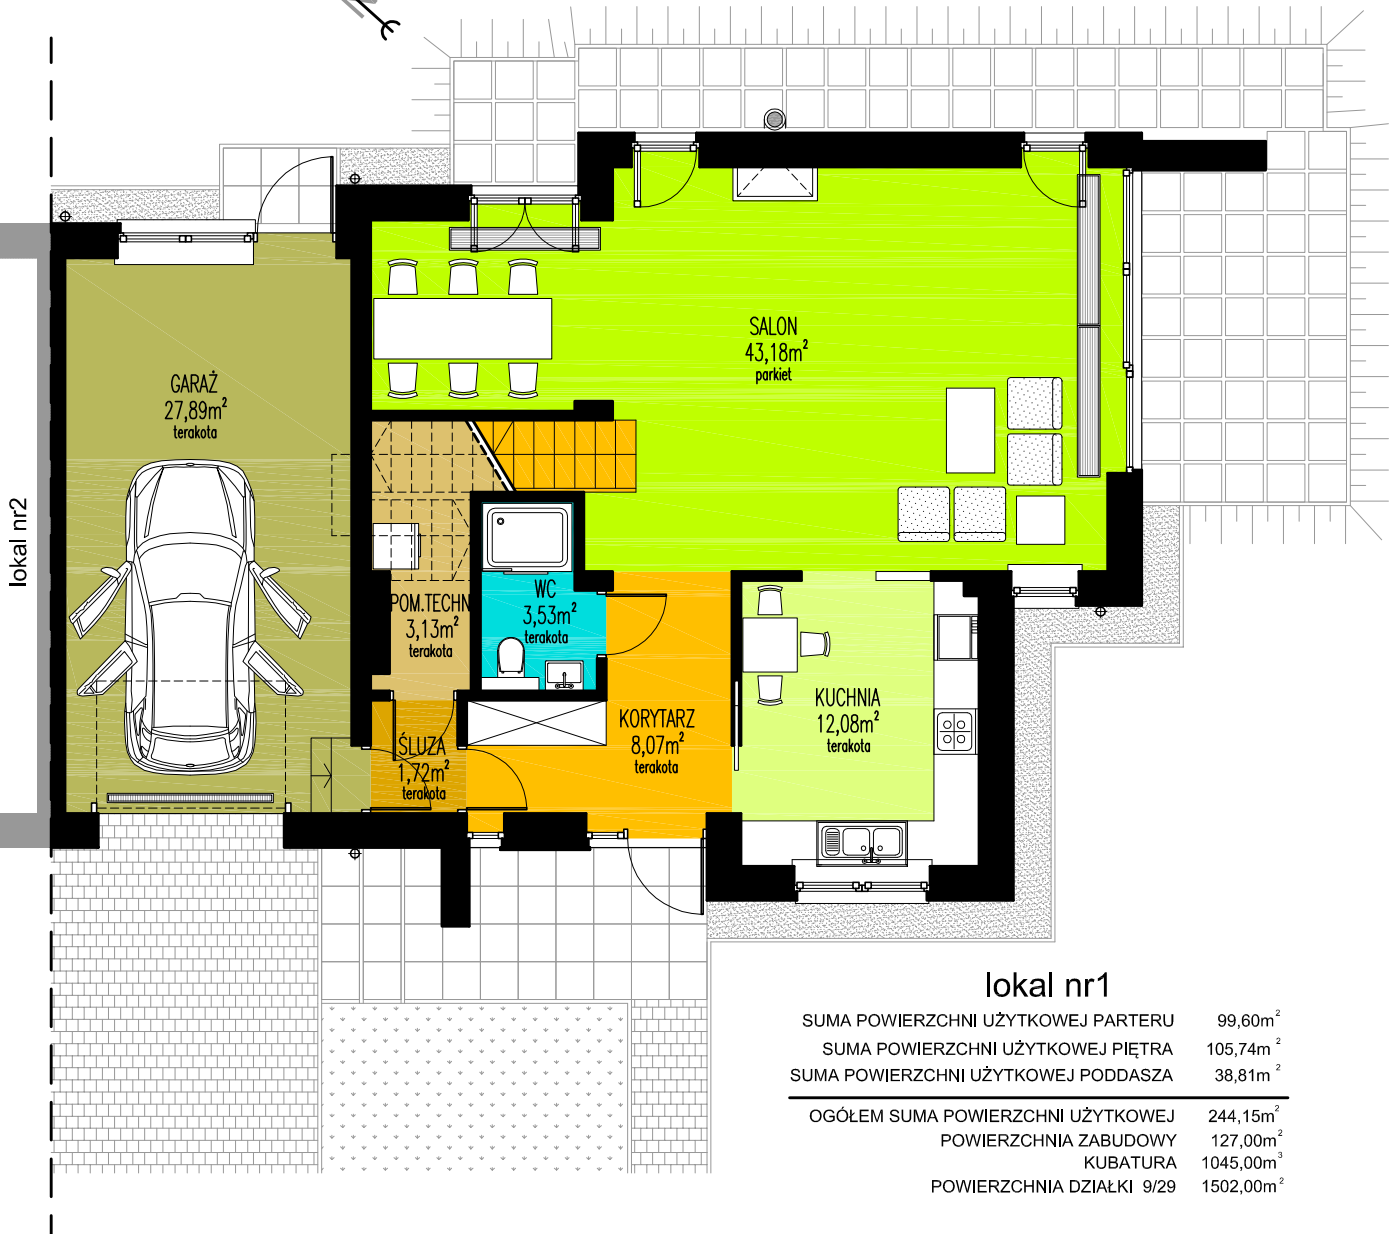 SALON
43,18m²
parkiet
GARAŻ
27,89m²
terakota
lokal nr2
POM.TECHN
3,13m²
terakota
WC
3,53m²
terakota
KORYTARZ
8,07m²
terakota
KUCHNIA
12,08m²
terakota
ŚLUZA
1,72m²
terakota
lokal nr1
SUMA POWIERZCHNI UŻYTKOWEJ PARTERU 99,60m²
SUMA POWIERZCHNI UŻYTKOWEJ PIĘTRA 105,74m²
SUMA POWIERZCHNI UŻYTKOWEJ PODDASZA 38,81m²
OGÓŁEM SUMA POWIERZCHNI UŻYTKOWEJ 244,15m²
POWIERZCHNIA ZABUDOWY 127,00m²
KUBATURA 1045,00m³
POWIERZCHNIA DZIAŁKI 9/29 1502,00m²